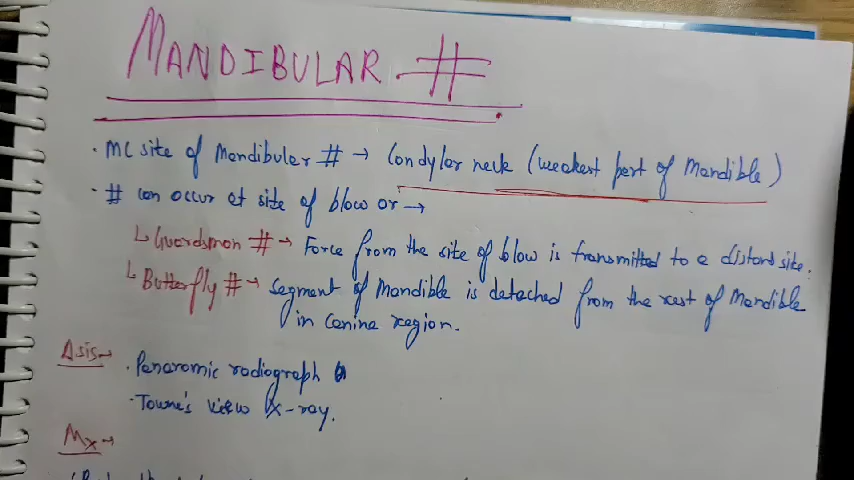 MANDIBULAR #
· MC site of Mandibular # → Condylar neck (weakest part of Mandible)
· # can occur at site of blow or →
↳ Guardsman # → Force from the site of blow is transmitted to a distant site.
↳ Butterfly # → Segment of Mandible is detached from the rest of Mandible
in canine region.
Δsis→
· Panaromic radiograph
· Towne's view X-ray.
Mx→